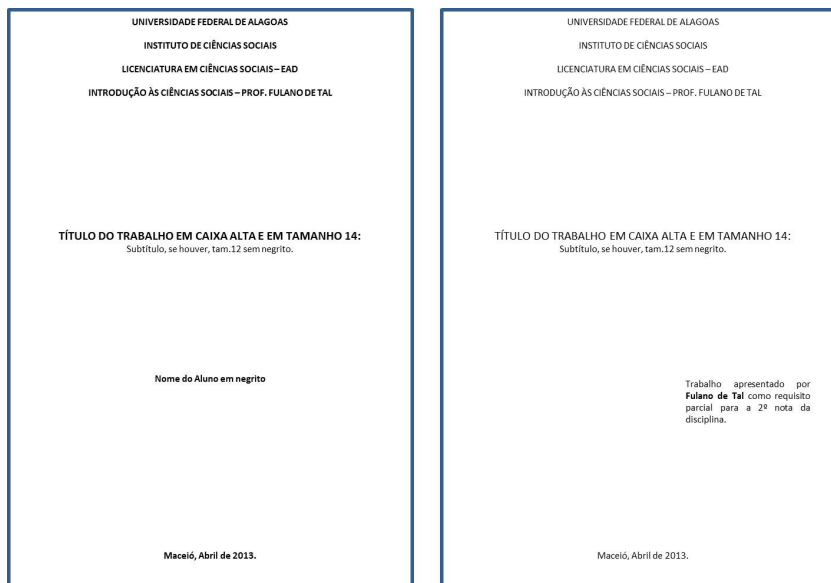 UNIVERSIDADE FEDERAL DE ALAGOAS
INSTITUTO DE CIÊNCIAS SOCIAIS
LICENCIATURA EM CIÊNCIAS SOCIAIS – EAD
INTRODUÇÃO ÀS CIÊNCIAS SOCIAIS – PROF. FULANO DE TAL
TÍTULO DO TRABALHO EM CAIXA ALTA E EM TAMANHO 14:
Subtítulo, se houver, tam.12 sem negrito.
Nome do Aluno em negrito
Maceió, Abril de 2013.
UNIVERSIDADE FEDERAL DE ALAGOAS
INSTITUTO DE CIÊNCIAS SOCIAIS
LICENCIATURA EM CIÊNCIAS SOCIAIS – EAD
INTRODUÇÃO ÀS CIÊNCIAS SOCIAIS – PROF. FULANO DE TAL
TÍTULO DO TRABALHO EM CAIXA ALTA E EM TAMANHO 14:
Subtítulo, se houver, tam.12 sem negrito.
Trabalho apresentado por
Fulano de Tal como requisito
parcial para a 2º nota da
disciplina.
Maceió, Abril de 2013.